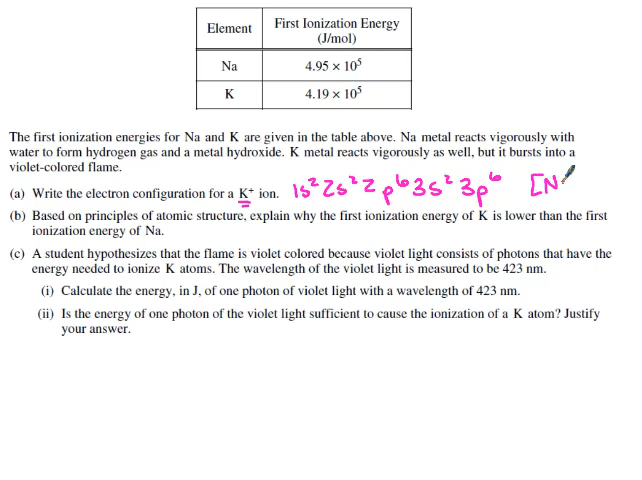 Element First Ionization Energy (J/mol)
Na 4.95 × 10⁵
K 4.19 × 10⁵
The first ionization energies for Na and K are given in the table above. Na metal reacts vigorously with
water to form hydrogen gas and a metal hydroxide. K metal reacts vigorously as well, but it bursts into a
violet-colored flame.
(a) Write the electron configuration for a K⁺ ion. 1s² 2s² 2p⁶ 3s² 3p⁶ [N
(b) Based on principles of atomic structure, explain why the first ionization energy of K is lower than the first
ionization energy of Na.
(c) A student hypothesizes that the flame is violet colored because violet light consists of photons that have the
energy needed to ionize K atoms. The wavelength of the violet light is measured to be 423 nm.
(i) Calculate the energy, in J, of one photon of violet light with a wavelength of 423 nm.
(ii) Is the energy of one photon of the violet light sufficient to cause the ionization of a K atom? Justify
your answer.